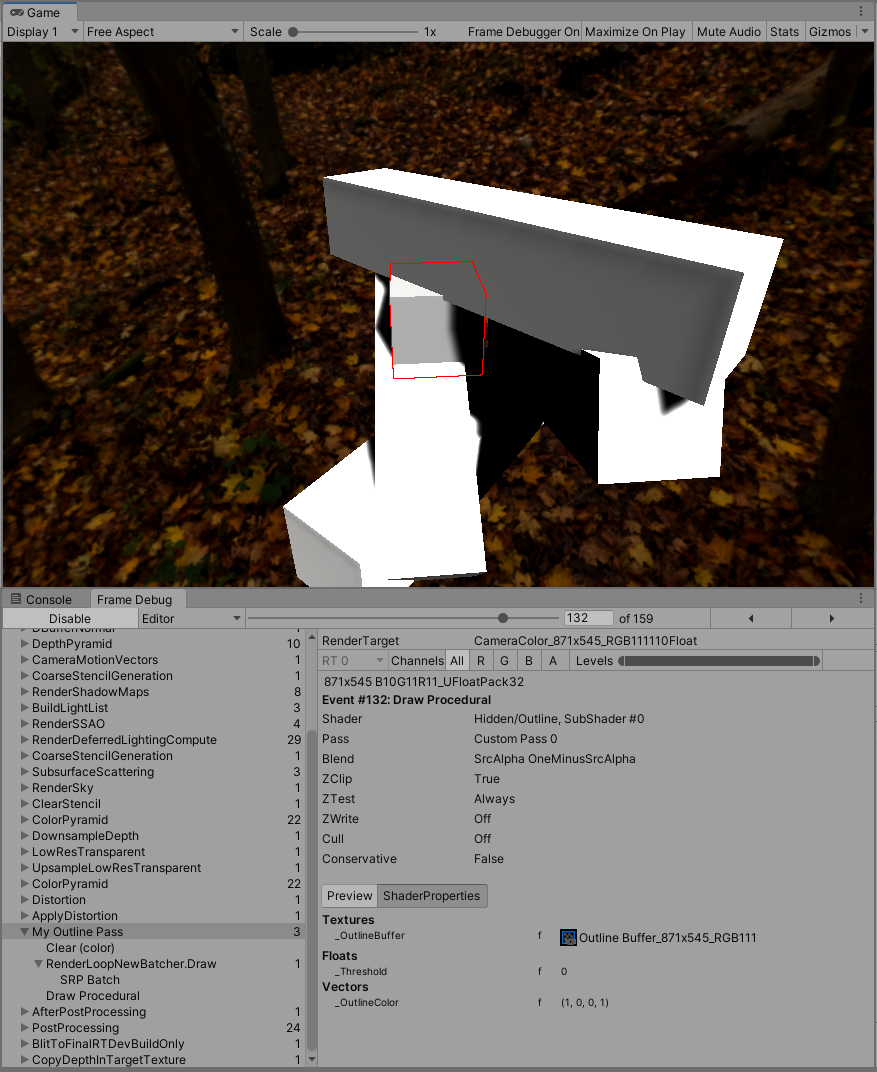 Game
Display 1 Free Aspect Scale 1x Frame Debugger On Maximize On Play Mute Audio Stats Gizmos
Console Frame Debug
Disable Editor 132 of 159
DBufferNormal 1
DepthPyramid 10
CameraMotionVectors 1
CoarseStencilGeneration 1
RenderShadowMaps 8
BuildLightList 3
RenderSSAO 4
RenderDeferredLightingCompute 29
CoarseStencilGeneration 1
SubsurfaceScattering 3
RenderSky 1
ClearStencil 1
ColorPyramid 22
DownsampleDepth 1
LowResTransparent 1
UpsampleLowResTransparent 1
ColorPyramid 22
Distortion 1
ApplyDistortion 1
My Outline Pass 3
Clear (color)
RenderLoopNewBatcher.Draw 1
SRP Batch
Draw Procedural
AfterPostProcessing 1
PostProcessing 24
BlitToFinalRTDevBuildOnly 1
CopyDepthInTargetTexture 1
RenderTarget CameraColor_871x545_RGB111110Float
RT 0 Channels All R G B A Levels
871x545 B10G11R11_UFloatPack32
Event #132: Draw Procedural
Shader Hidden/Outline, SubShader #0
Pass Custom Pass 0
Blend SrcAlpha OneMinusSrcAlpha
ZClip True
ZTest Always
ZWrite Off
Cull Off
Conservative False
Preview ShaderProperties
Textures
_OutlineBuffer f Outline Buffer_871x545_RGB111
Floats
_Threshold f 0
Vectors
_OutlineColor f (1, 0, 0, 1)